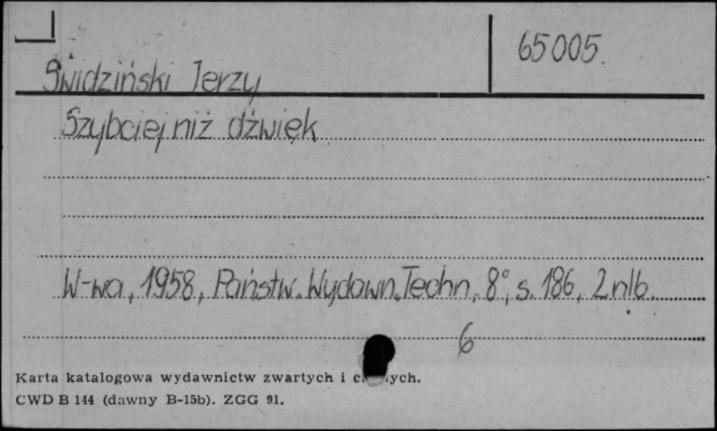 65005.
Świdziński Jerzy
Szybciej niż dźwięk
W-wa, 1958, Państw. Wydawn. Techn, 8°, s. 186, 2 nlb.
6
Karta katalogowa wydawnictw zwartych i
CWD B 144 (dawny B-15b). ZGG 91.